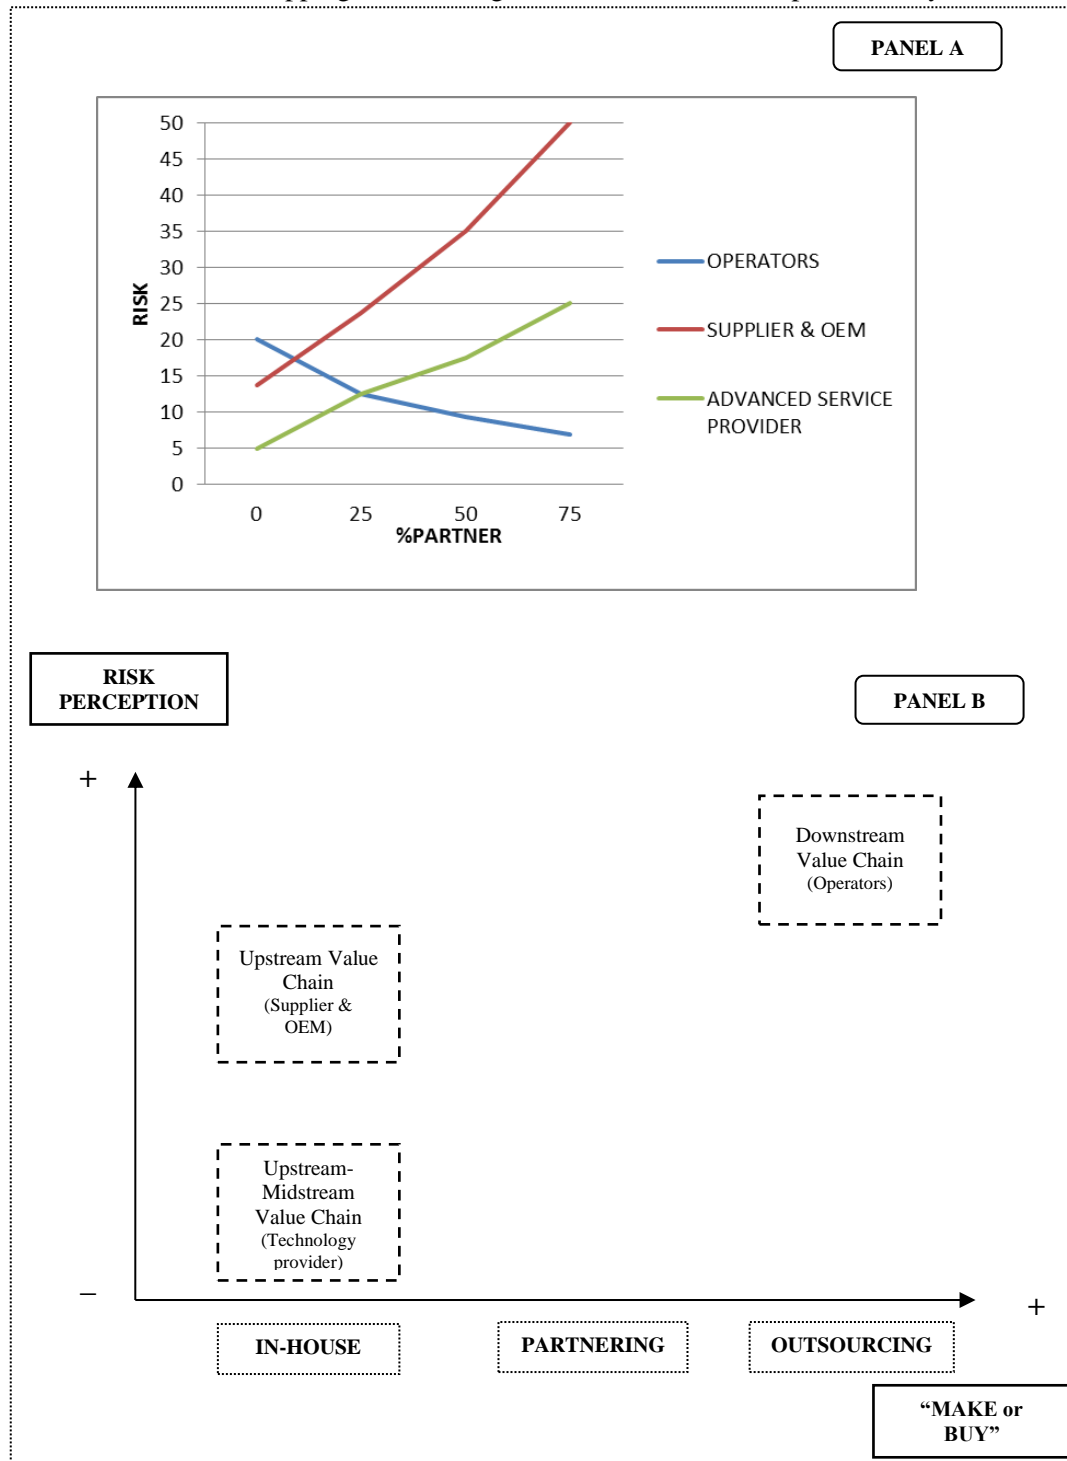 PANEL A
50
45
40
35
30
25
20
15
10
5
0
RISK
0 25 50 75
%PARTNER
OPERATORS
SUPPLIER & OEM
ADVANCED SERVICE
PROVIDER
RISK
PERCEPTION
PANEL B
+
Downstream
Value Chain
(Operators)
Upstream Value
Chain
(Supplier &
OEM)
Upstream-
Midstream
Value Chain
(Technology
provider)
–
+
IN-HOUSE
PARTNERING
OUTSOURCING
“MAKE or
BUY”